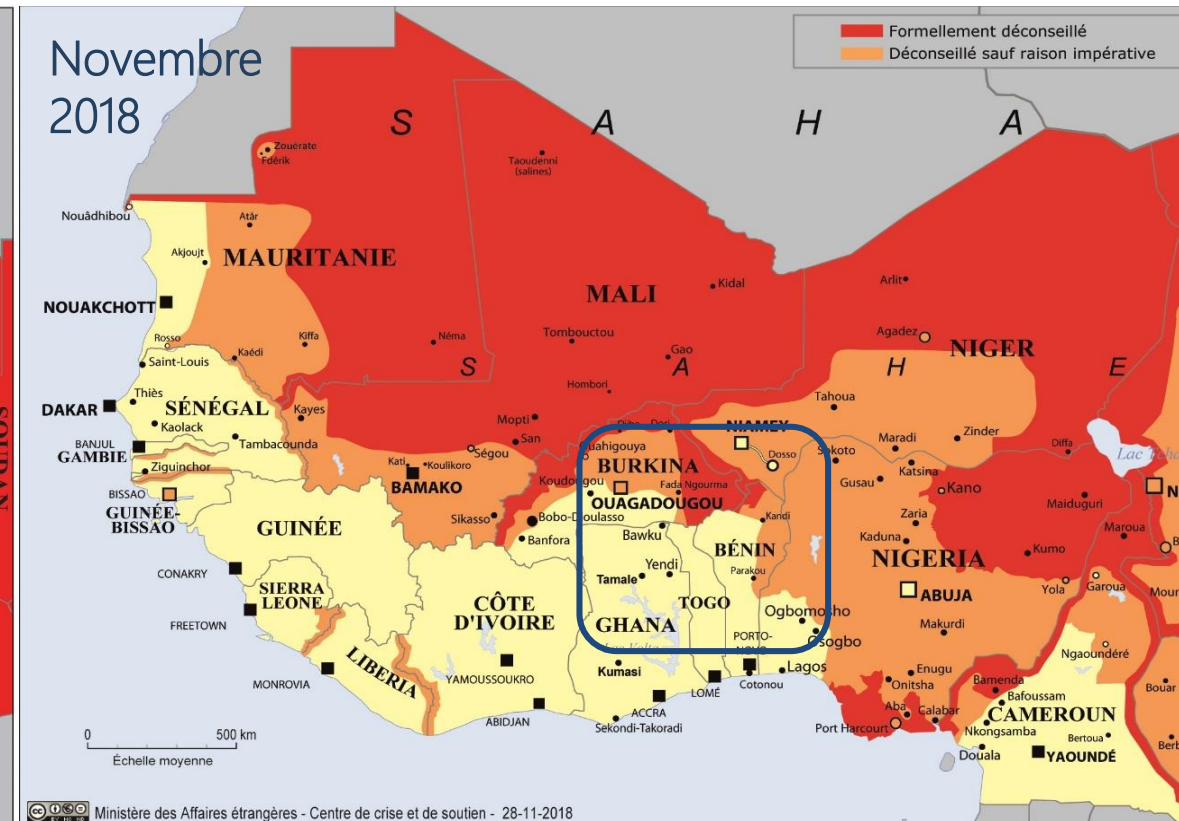 Novembre
2018
Formellement déconseillé
Déconseillé sauf raison impérative
S A H A
Zouérate
Fdérik
Taoudenni
(salines)
Nouâdhibou
Atâr
Akjoujt
MAURITANIE
MALI
Kidal
Arlit
NOUAKCHOTT
Rosso
Kiffa
Néma
Tombouctou
Agadez
NIGER
Saint-Louis
Kaédi
Gao
S A H E
Hombori
Thiès
DAKAR
SÉNÉGAL
Kayes
Tahoua
Kaolack
Mopti
San
NIAMEY
Zinder
BANJUL
GAMBIE
Tambacounda
Ségou
Ouahigouya
Dosso
Sokoto
Maradi
Diffa
Ziguinchor
Kati
Koulikoro
BURKINA
Katsina
BAMAKO
Koudougou
Fada Ngourma
Gusau
Kano
BISSAO
OUAGADOUGOU
Maiduguri
GUINÉE-
BISSAO
GUINÉE
Sikasso
Bobo-Dioulasso
Kandi
Zaria
Maroua
Banfora
Bawku
BÉNIN
Kaduna
Kumo
CONAKRY
Yendi
Parakou
NIGERIA
Tamale
Yola
Garoua
SIERRA
LEONE
CÔTE
D'IVOIRE
TOGO
ABUJA
FREETOWN
GHANA
Ogbomosho
Makurdi
Osogbo
PORTO-
NOVO
Ngaoundéré
LIBERIA
Kumasi
Lagos
Enugu
MONROVIA
YAMOUSSOUKRO
LOMÉ
Cotonou
Onitsha
Bamenda
Bafoussam
Bouar
ABIDJAN
ACCRA
Aba
Calabar
CAMEROUN
Sekondi-Takoradi
Port Harcourt
Nkongsamba
Bertoua
Douala
YAOUNDÉ
0 500 km
Échelle moyenne
Ministère des Affaires étrangères - Centre de crise et de soutien - 28-11-2018